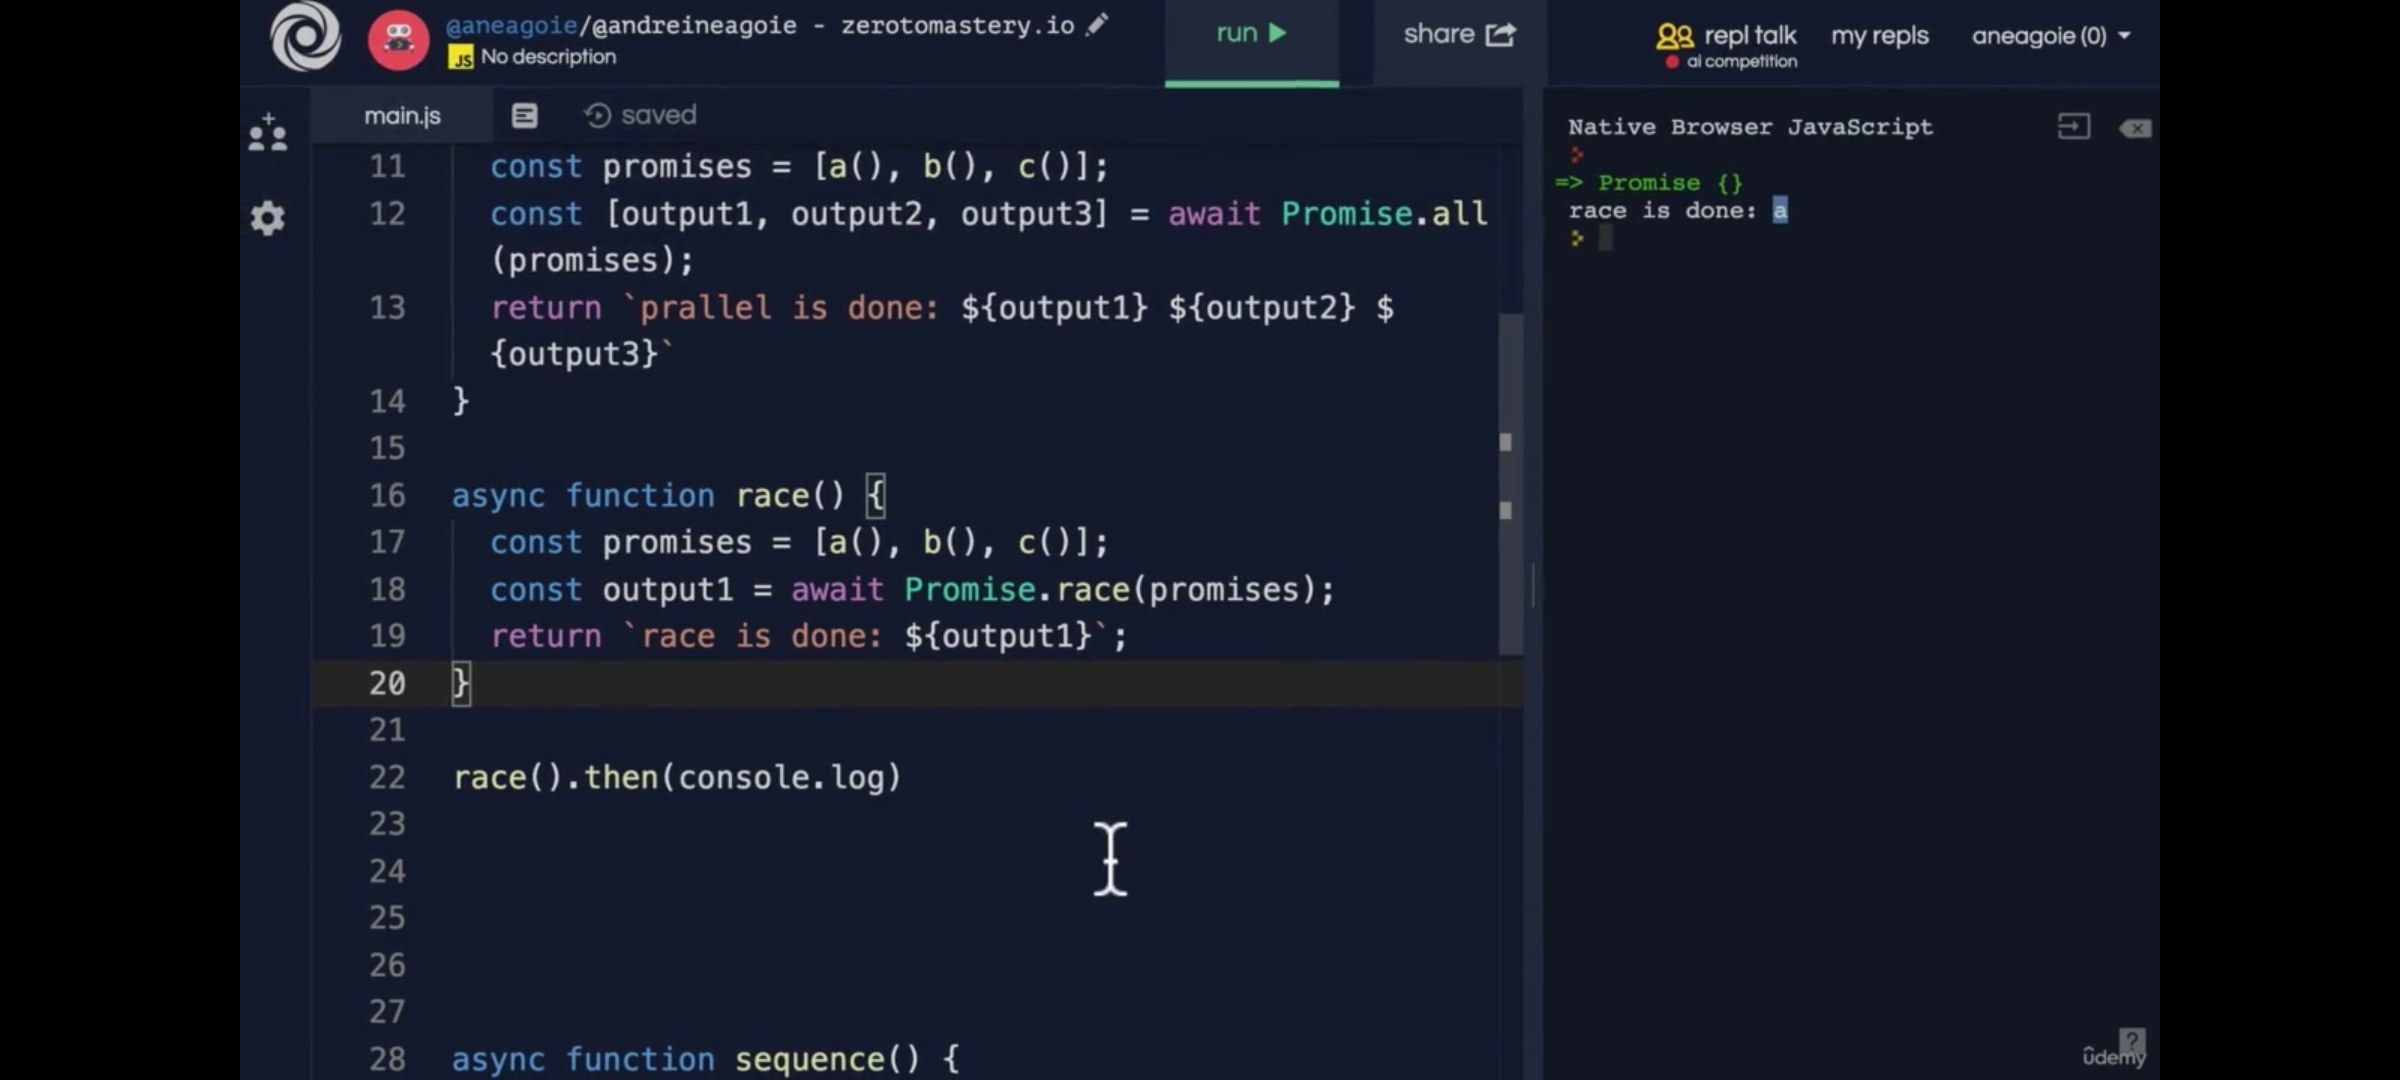 @aneagoie/@andreineagoie - zerotomastery.io
JS No description
run
share
repl talk
ai competition
my repls
aneagoie (0)
main.js
saved
11 const promises = [a(), b(), c()];
12 const [output1, output2, output3] = await Promise.all
(promises);
13 return `prallel is done: ${output1} ${output2} $
{output3}`
14 }
15
16 async function race() {
17 const promises = [a(), b(), c()];
18 const output1 = await Promise.race(promises);
19 return `race is done: ${output1}`;
20 }
21
22 race().then(console.log)
23
24
25
26
27
28 async function sequence() {
Native Browser JavaScript
=> Promise {}
race is done: a
?
ûdemy